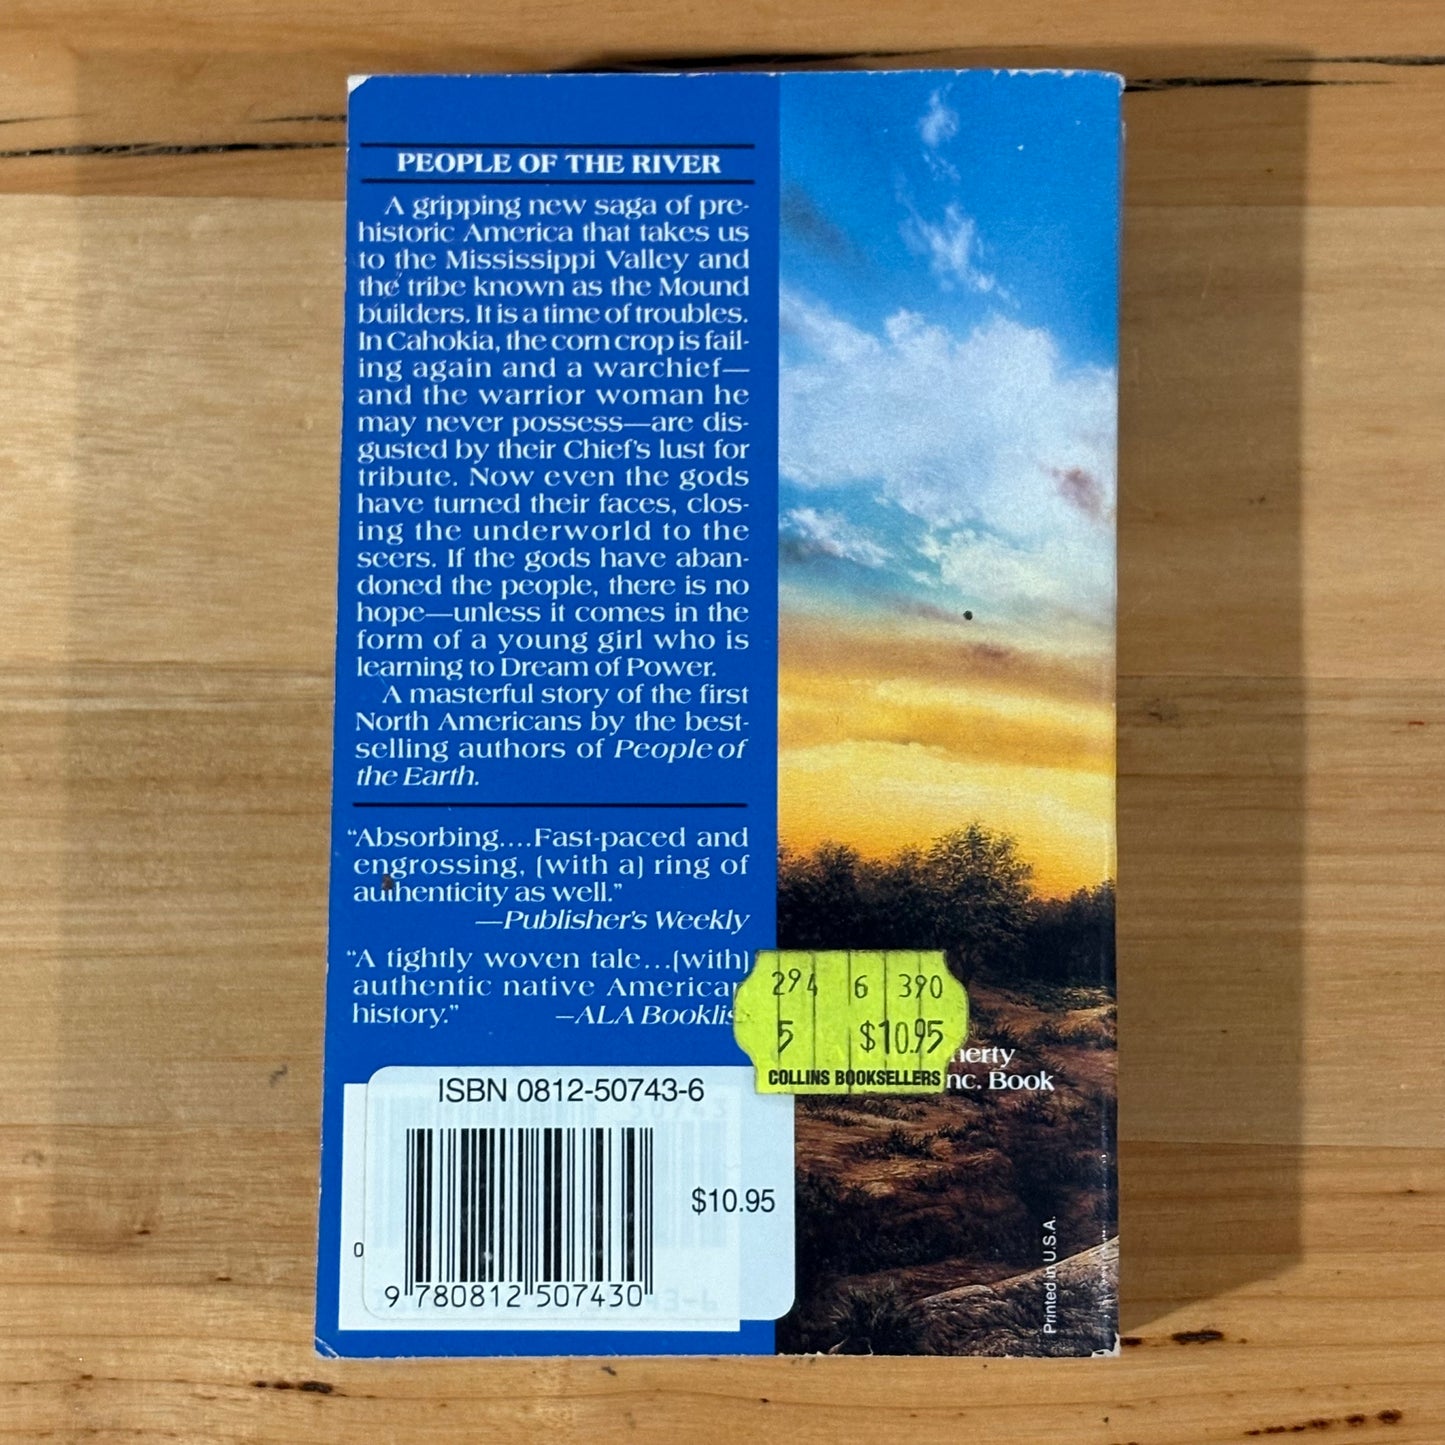 PEOPLE OF THE RIVER
A gripping new saga of pre-
historic America that takes us
to the Mississippi Valley and
the tribe known as the Mound
builders. It is a time of troubles.
In Cahokia, the corn crop is fail-
ing again and a warchief—
and the warrior woman he
may never possess—are dis-
gusted by their Chief's lust for
tribute. Now even the gods
have turned their faces, clos-
ing the underworld to the
seers. If the gods have aban-
doned the people, there is no
hope—unless it comes in the
form of a young girl who is
learning to Dream of Power.
A masterful story of the first
North Americans by the best-
selling authors of People of
the Earth.
"Absorbing....Fast-paced and
engrossing, (with a) ring of
authenticity as well."
—Publisher's Weekly
"A tightly woven tale...(with)
authentic native American
history."
—ALA Booklis
294 6 390
5 $10.95
COLLINS BOOKSELLERS
herty
nc. Book
ISBN 0812-50743-6
$10.95
0
9 780812 507430
Printed in U.S.A.